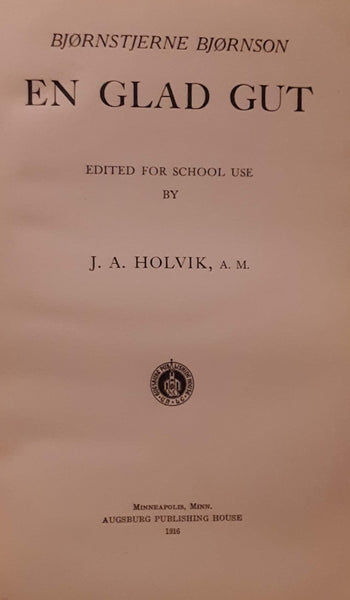 BJØRNSTJERNE BJØRNSON
EN GLAD GUT
EDITED FOR SCHOOL USE
BY
J. A. HOLVIK, A. M.
MINNEAPOLIS, MINN.
AUGSBURG PUBLISHING HOUSE
1916